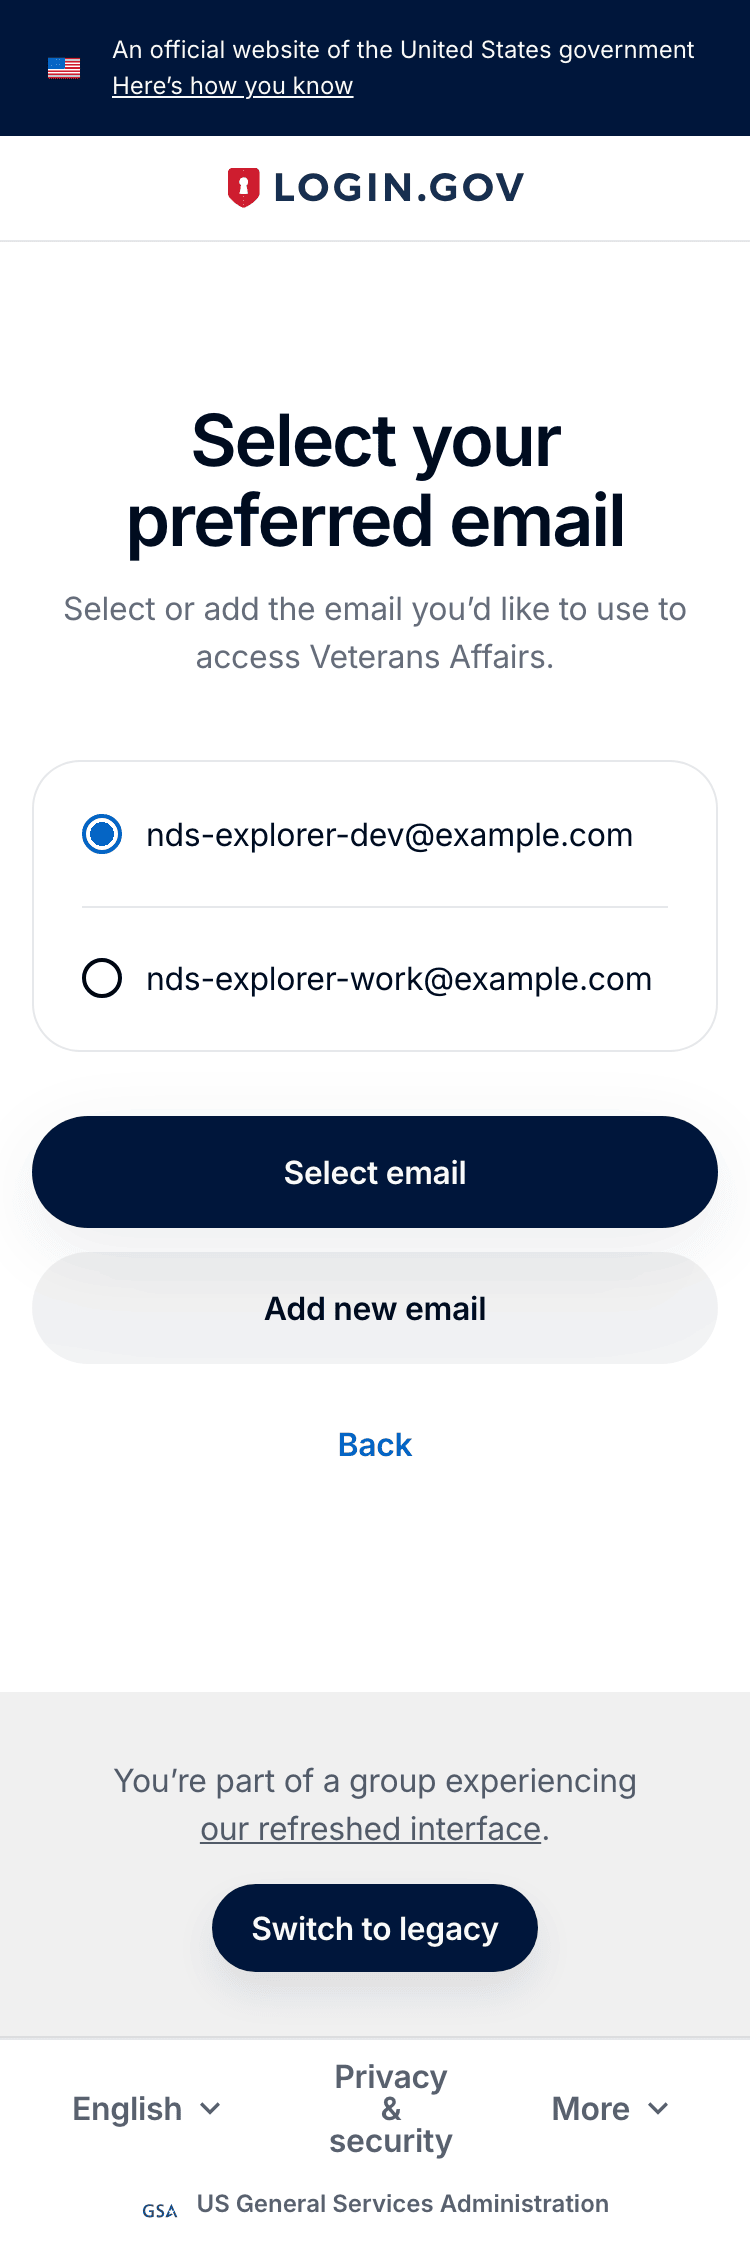 An official website of the United States government
Here’s how you know
LOGIN.GOV
Select your
preferred email
Select or add the email you’d like to use to
access Veterans Affairs.
nds-explorer-dev@example.com
nds-explorer-work@example.com
Select email
Add new email
Back
You’re part of a group experiencing
our refreshed interface.
Switch to legacy
English
Privacy
&
security
More
GSA US General Services Administration